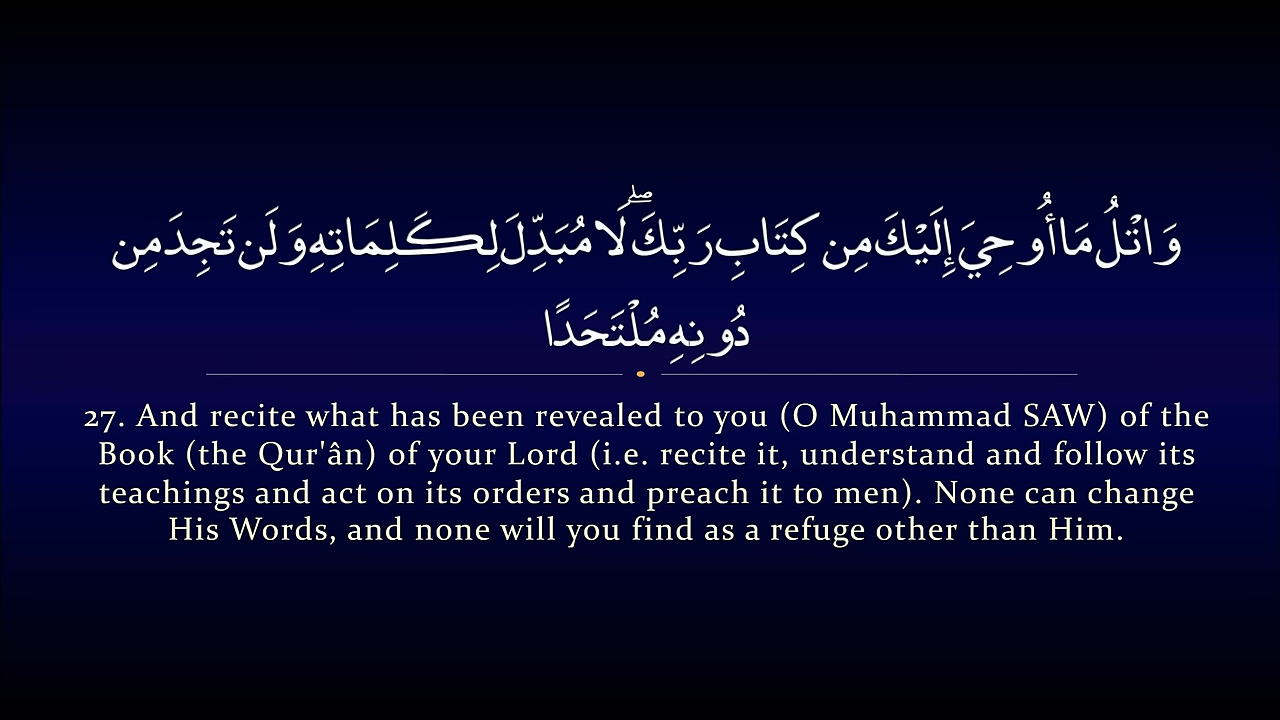 وَاتْلُ مَا أُوحِيَ إِلَيْكَ مِن كِتَابِ رَبِّكَ ۖ لَا مُبَدِّلَ لِكَلِمَاتِهِ وَلَن تَجِدَ مِن
دُونِهِ مُلْتَحَدًا
27. And recite what has been revealed to you (O Muhammad SAW) of the
Book (the Qur'ân) of your Lord (i.e. recite it, understand and follow its
teachings and act on its orders and preach it to men). None can change
His Words, and none will you find as a refuge other than Him.